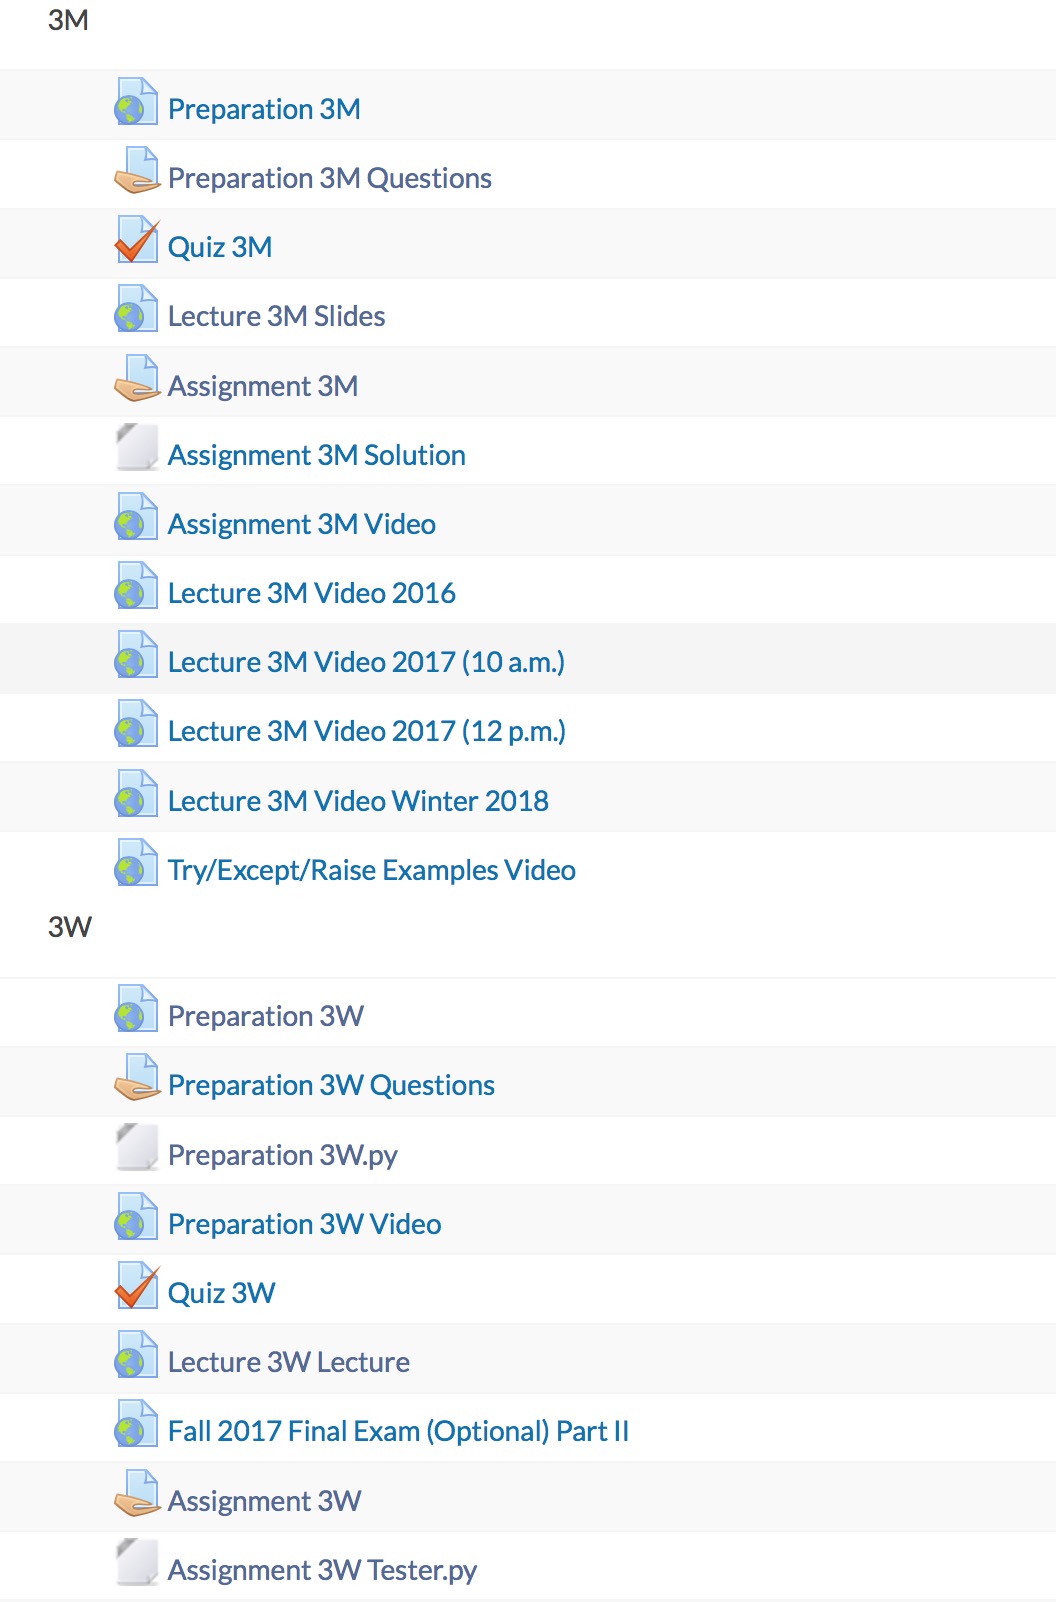 3M
Preparation 3M
Preparation 3M Questions
Quiz 3M
Lecture 3M Slides
Assignment 3M
Assignment 3M Solution
Assignment 3M Video
Lecture 3M Video 2016
Lecture 3M Video 2017 (10 a.m.)
Lecture 3M Video 2017 (12 p.m.)
Lecture 3M Video Winter 2018
Try/Except/Raise Examples Video
3W
Preparation 3W
Preparation 3W Questions
Preparation 3W.py
Preparation 3W Video
Quiz 3W
Lecture 3W Lecture
Fall 2017 Final Exam (Optional) Part II
Assignment 3W
Assignment 3W Tester.py